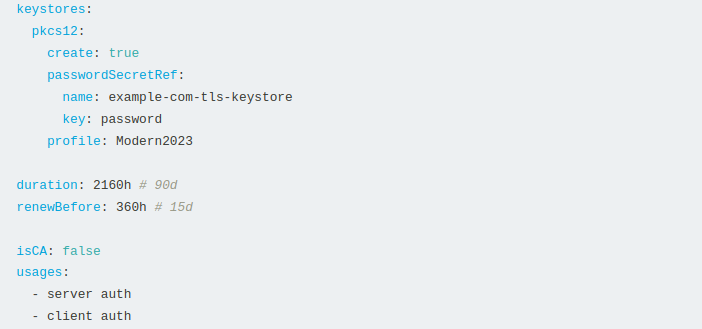 keystores:
  pkcs12:
    create: true
    passwordSecretRef:
      name: example-com-tls-keystore
      key: password
    profile: Modern2023

duration: 2160h # 90d
renewBefore: 360h # 15d

isCA: false
usages:
  - server auth
  - client auth